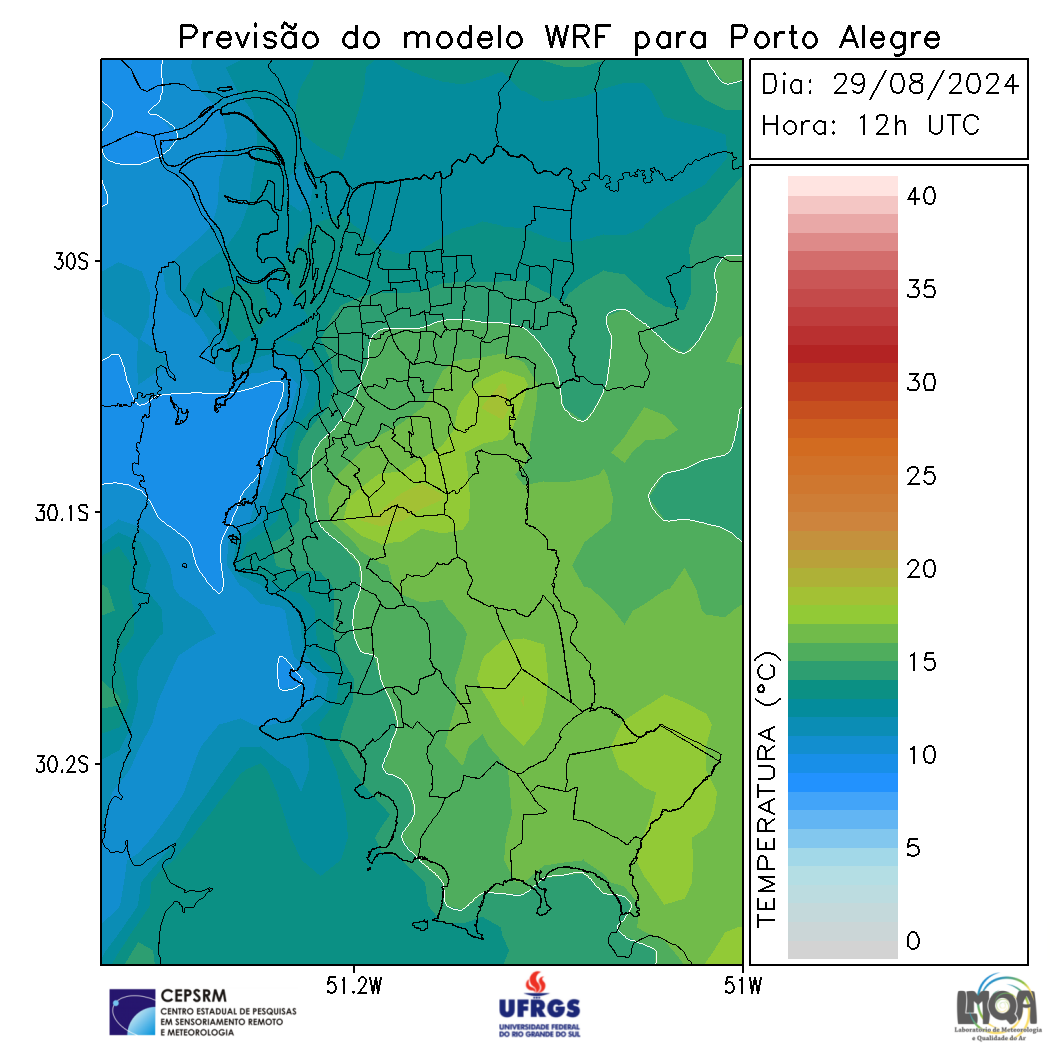 Previsão do modelo WRF para Porto Alegre
Dia: 29/08/2024
Hora: 12h UTC
40
35
30
25
20
15
10
5
0
TEMPERATURA (°C)
30S
30.1S
30.2S
51.2W
51W
CEPSRM
CENTRO ESTADUAL DE PESQUISAS
EM SENSORIAMENTO REMOTO
E METEOROLOGIA
UFRGS
UNIVERSIDADE FEDERAL
DO RIO GRANDE DO SUL
LMQA
Laboratório de Meteorologia
e Qualidade do Ar